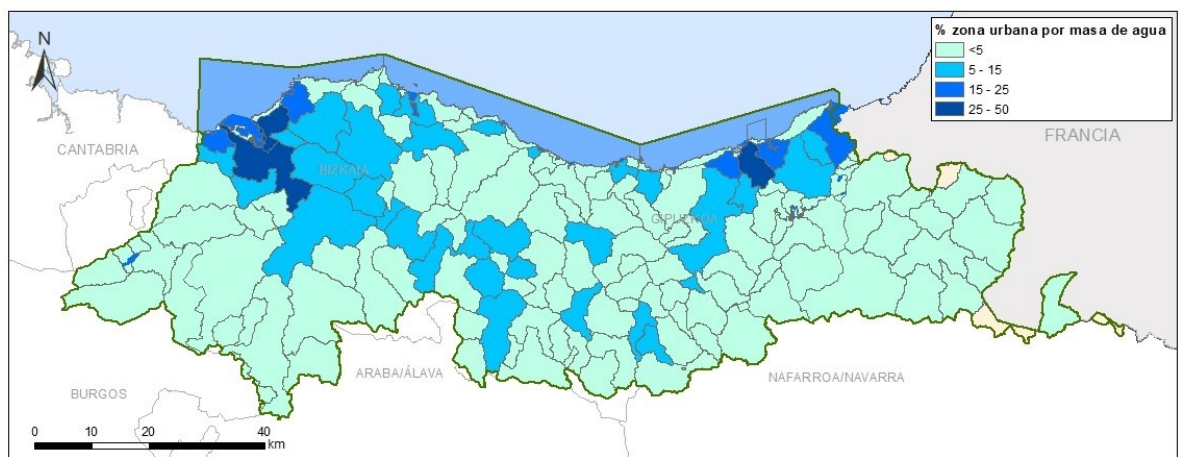 % zona urbana por masa de agua
<5
5 - 15
15 - 25
25 - 50
N
FRANCIA
CANTABRIA
BIZKAIA
GIPUZKOA
ARABA/ÁLAVA
NAFARROA/NAVARRA
BURGOS
0 10 20 40
km